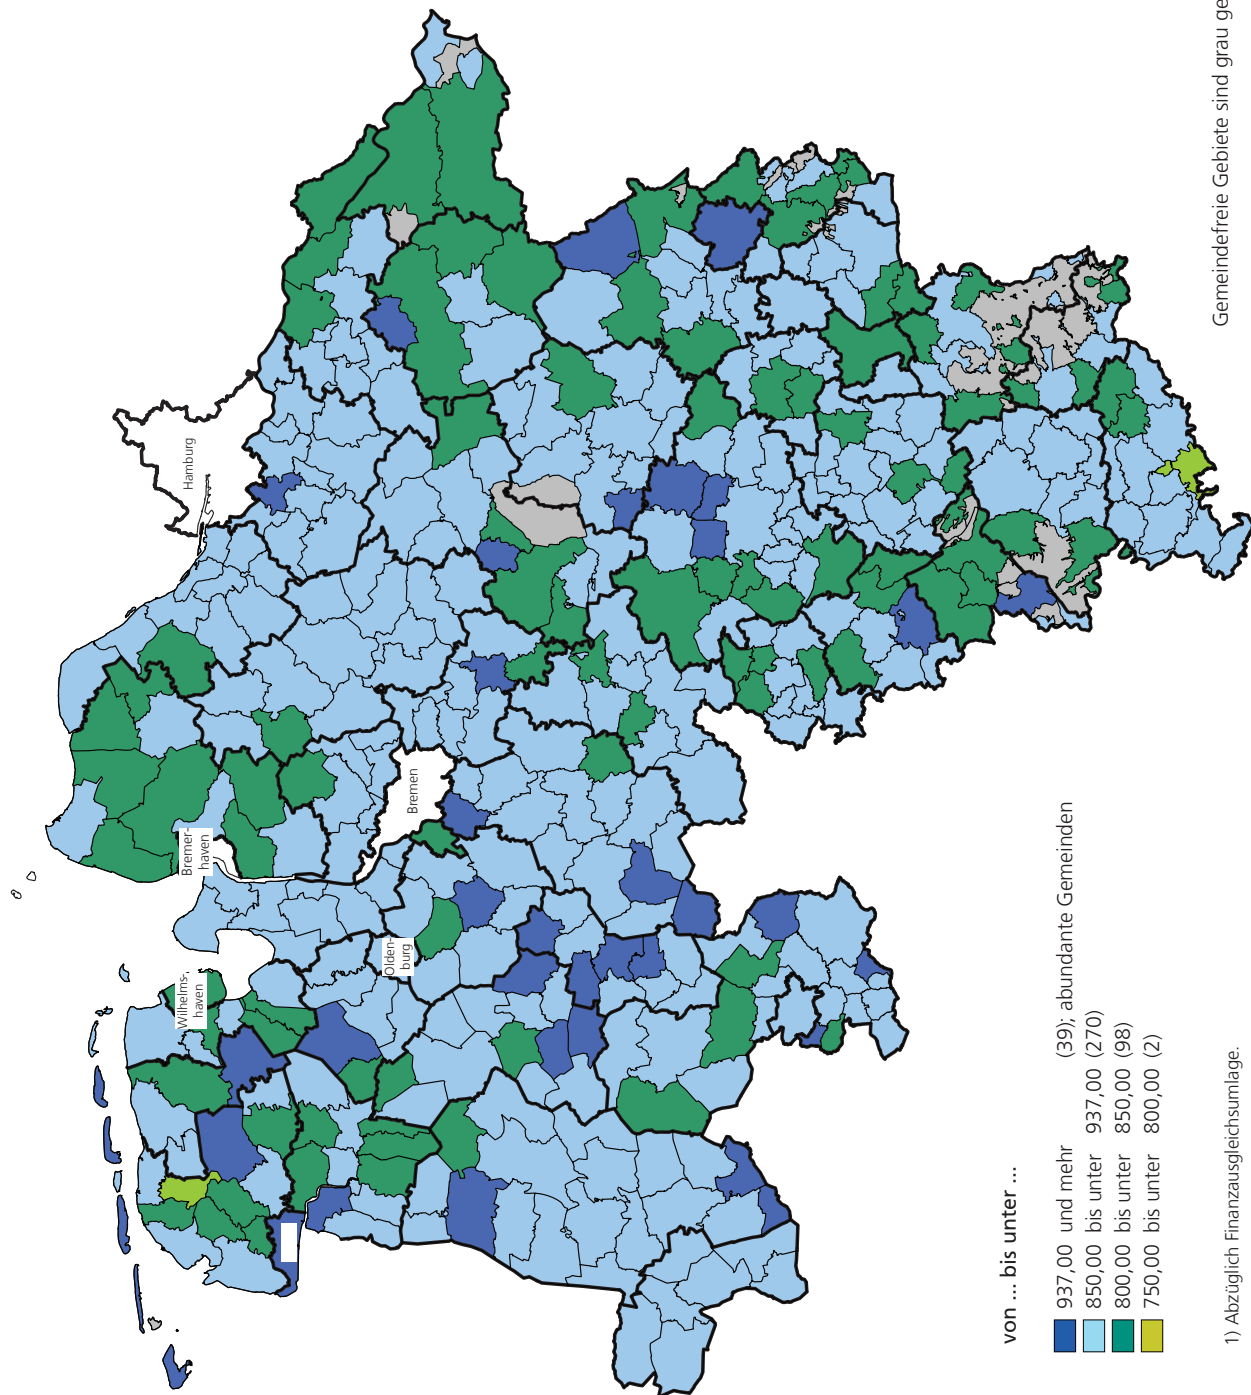 Hamburg
Bremer-
haven
Bremen
Wilhelms-
haven
Olden-
burg
von ... bis unter ...
937,00 und mehr (39); abundante Gemeinden
850,00 bis unter 937,00 (270)
800,00 bis unter 850,00 (98)
750,00 bis unter 800,00 (2)
1) Abzüglich Finanzausgleichsumlage.
Gemeindefreie Gebiete sind grau ge